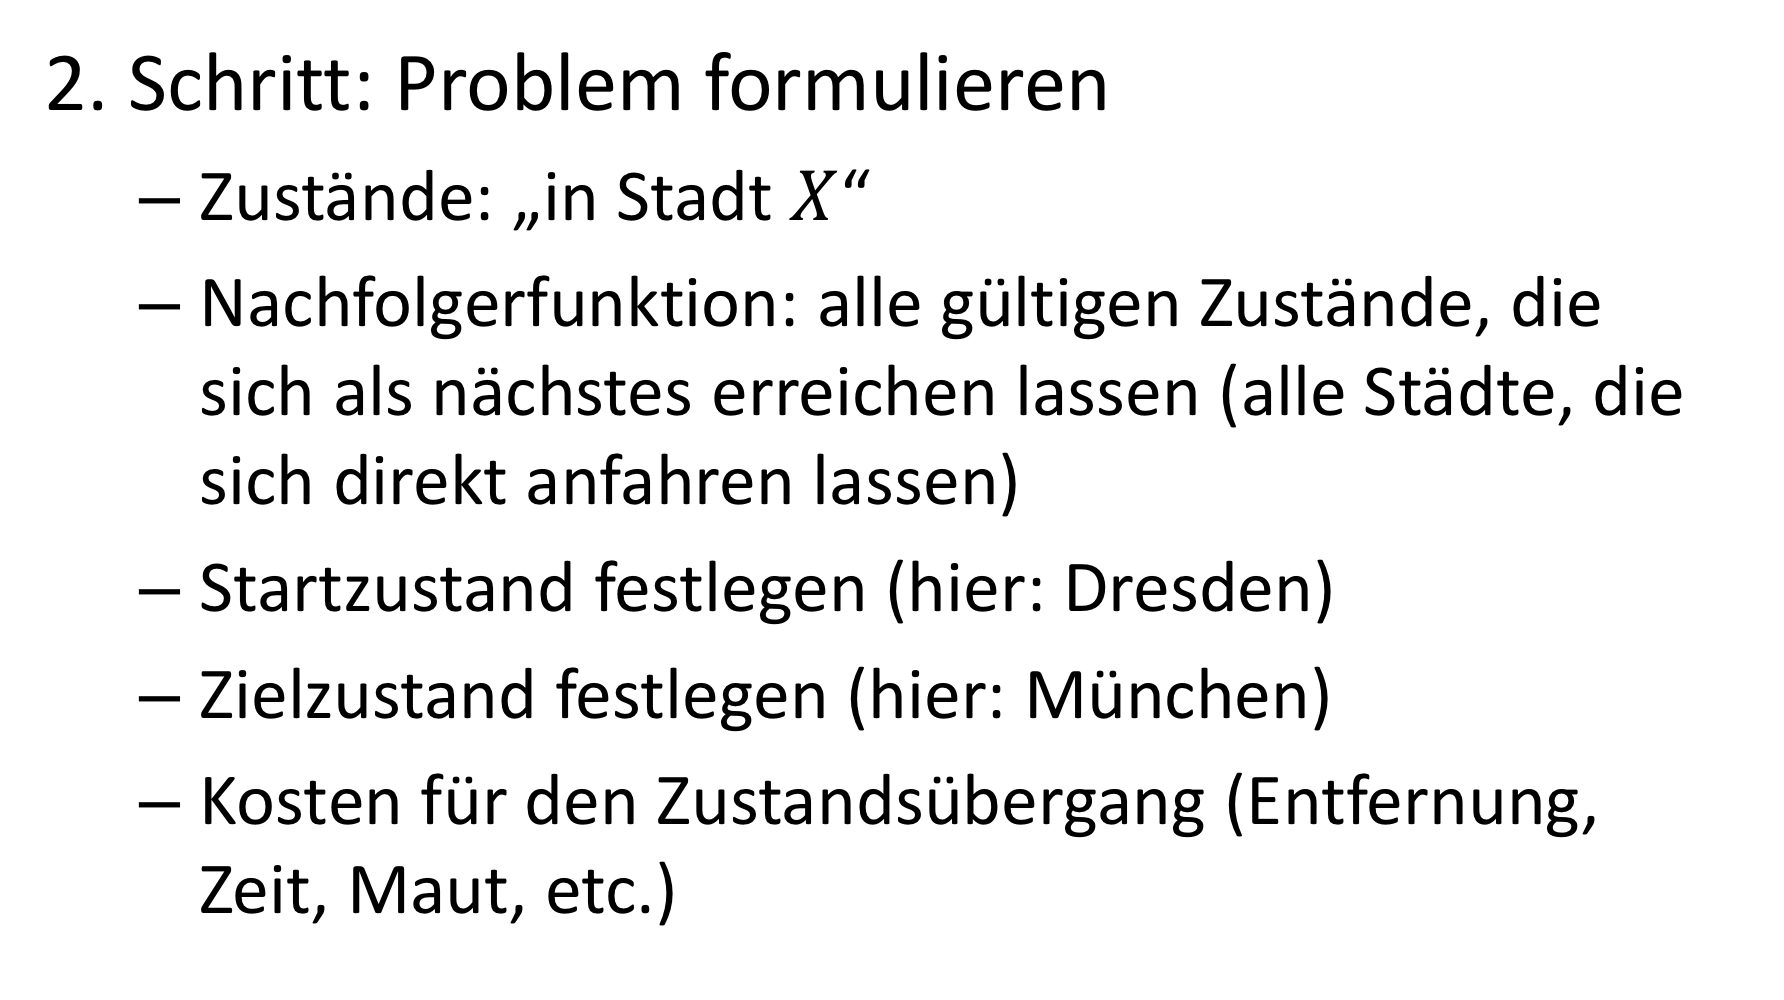 2. Schritt: Problem formulieren
– Zustände: „in Stadt X“
– Nachfolgerfunktion: alle gültigen Zustände, die
sich als nächstes erreichen lassen (alle Städte, die
sich direkt anfahren lassen)
– Startzustand festlegen (hier: Dresden)
– Zielzustand festlegen (hier: München)
– Kosten für den Zustandsübergang (Entfernung,
Zeit, Maut, etc.)